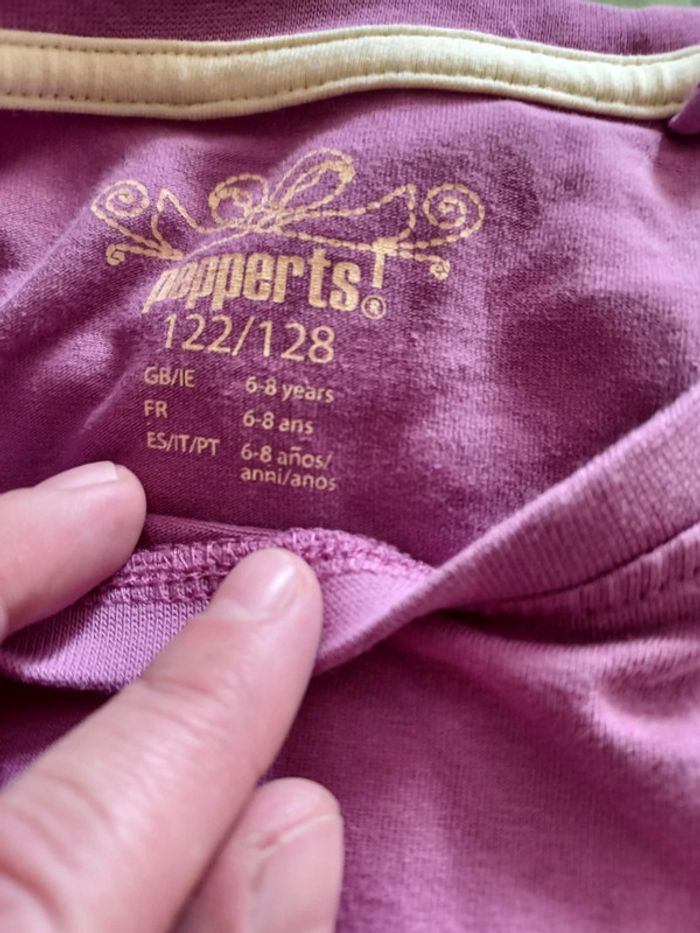 pepperts!®
122/128
GB/IE 6-8 years
FR 6-8 ans
ES/IT/PT 6-8 años/
anni/anos